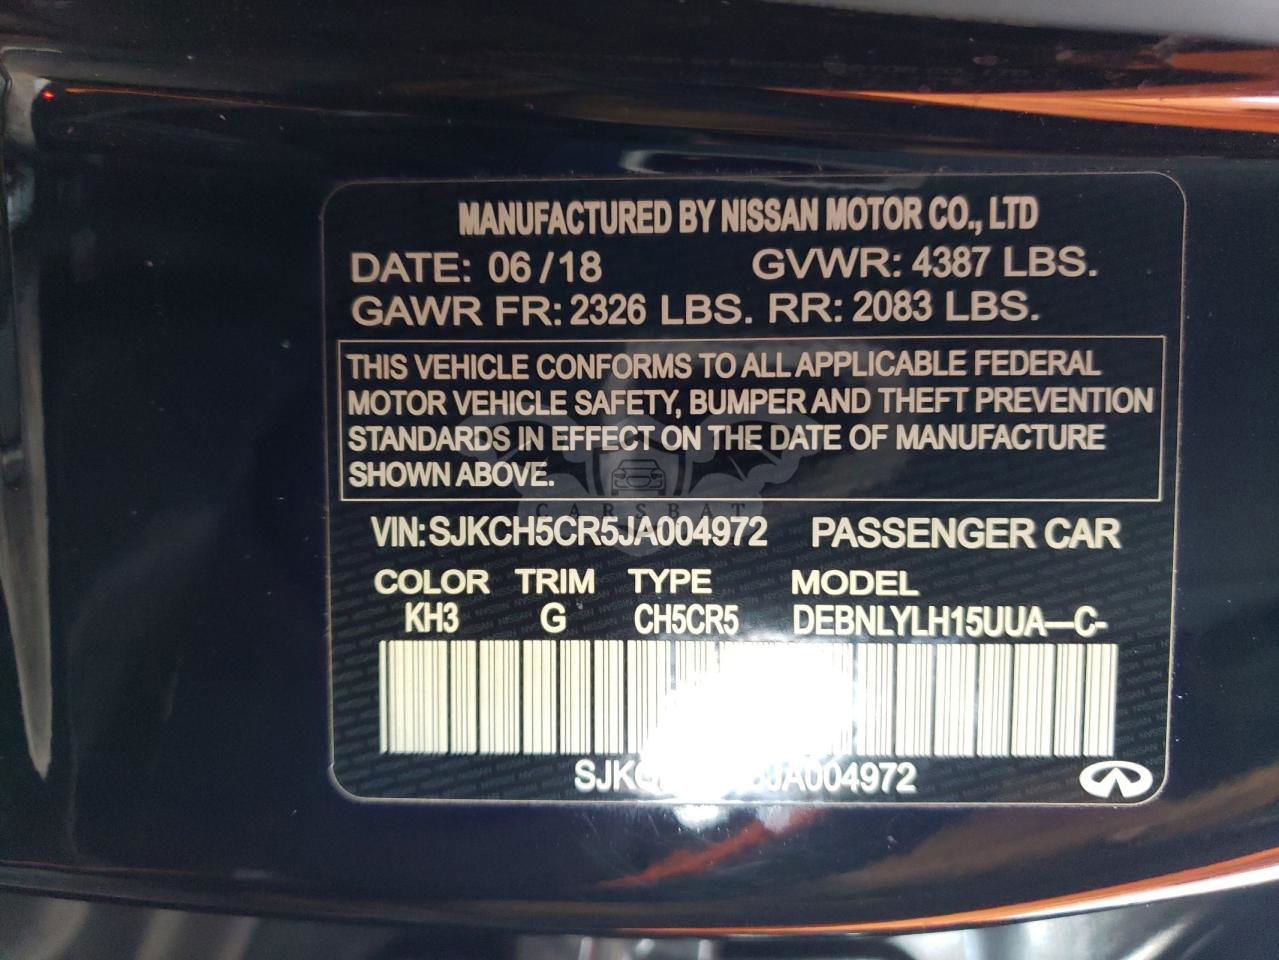 MANUFACTURED BY NISSAN MOTOR CO., LTD
DATE: 06/18 GVWR: 4387 LBS.
GAWR FR: 2326 LBS. RR: 2083 LBS.
THIS VEHICLE CONFORMS TO ALL APPLICABLE FEDERAL
MOTOR VEHICLE SAFETY, BUMPER AND THEFT PREVENTION
STANDARDS IN EFFECT ON THE DATE OF MANUFACTURE
SHOWN ABOVE.
CARSBAT
VIN:SJKCH5CR5JA004972 PASSENGER CAR
COLOR TRIM TYPE MODEL
KH3 G CH5CR5 DEBNLYLH15UUA—C-